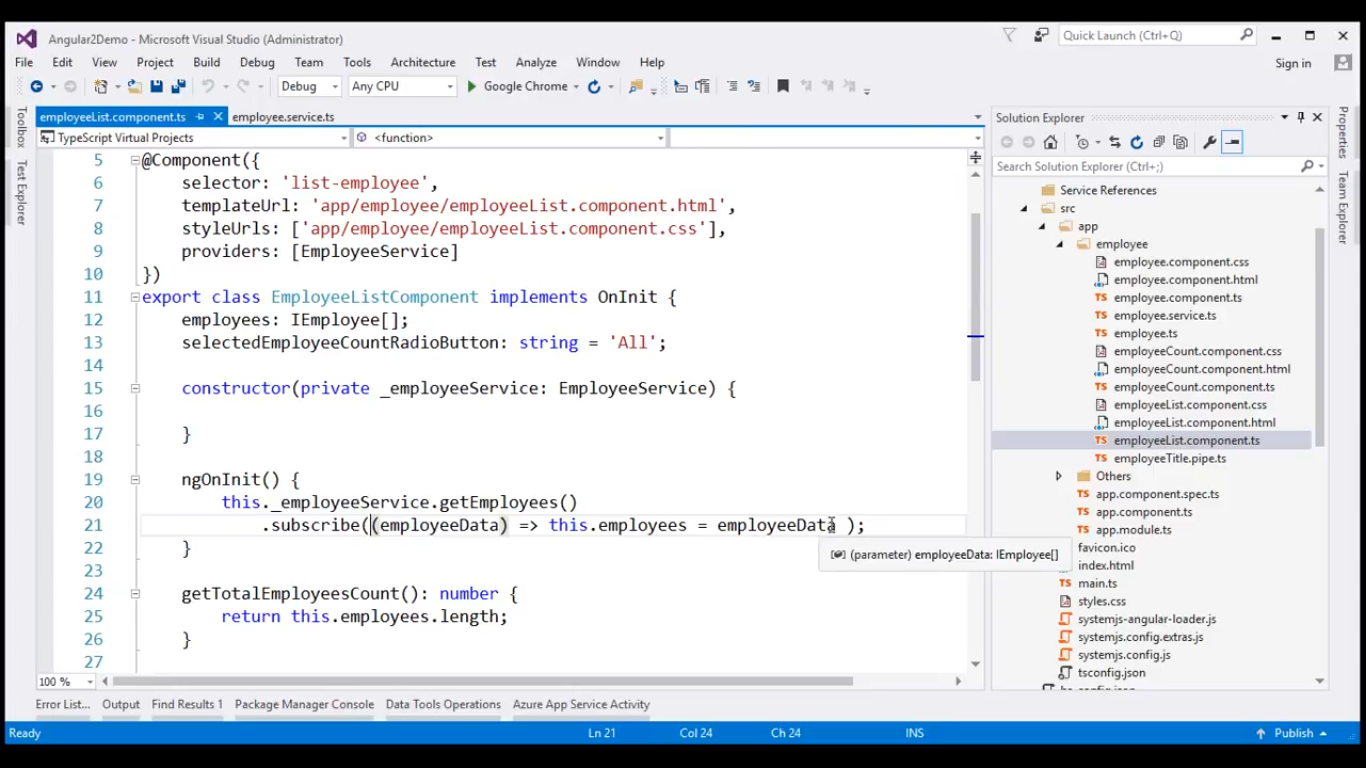 Angular2Demo - Microsoft Visual Studio (Administrator)
Quick Launch (Ctrl+Q)
File Edit View Project Build Debug Team Tools Architecture Test Analyze Window Help
Sign in
Debug Any CPU Google Chrome
employeeList.component.ts employee.service.ts
TypeScript Virtual Projects <function>
Toolbox
Test Explorer
5 @Component({
6 selector: 'list-employee',
7 templateUrl: 'app/employee/employeeList.component.html',
8 styleUrls: ['app/employee/employeeList.component.css'],
9 providers: [EmployeeService]
10 })
11 export class EmployeeListComponent implements OnInit {
12 employees: IEmployee[];
13 selectedEmployeeCountRadioButton: string = 'All';
14
15 constructor(private _employeeService: EmployeeService) {
16
17 }
18
19 ngOnInit() {
20 this._employeeService.getEmployees()
21 .subscribe((employeeData) => this.employees = employeeData );
22 }
(parameter) employeeData: IEmployee[]
23
24 getTotalEmployeesCount(): number {
25 return this.employees.length;
26 }
27
100 %
Solution Explorer
Search Solution Explorer (Ctrl+;)
Service References
src
app
employee
employee.component.css
employee.component.html
employee.component.ts
employee.service.ts
employee.ts
employeeCount.component.css
employeeCount.component.html
employeeCount.component.ts
employeeList.component.css
employeeList.component.html
employeeList.component.ts
employeeTitle.pipe.ts
Others
app.component.spec.ts
app.component.ts
app.module.ts
favicon.ico
index.html
main.ts
styles.css
systemjs-angular-loader.js
systemjs.config.extras.js
systemjs.config.js
tsconfig.json
Properties
Team Explorer
Error List... Output Find Results 1 Package Manager Console Data Tools Operations Azure App Service Activity
Ready Ln 21 Col 24 Ch 24 INS Publish